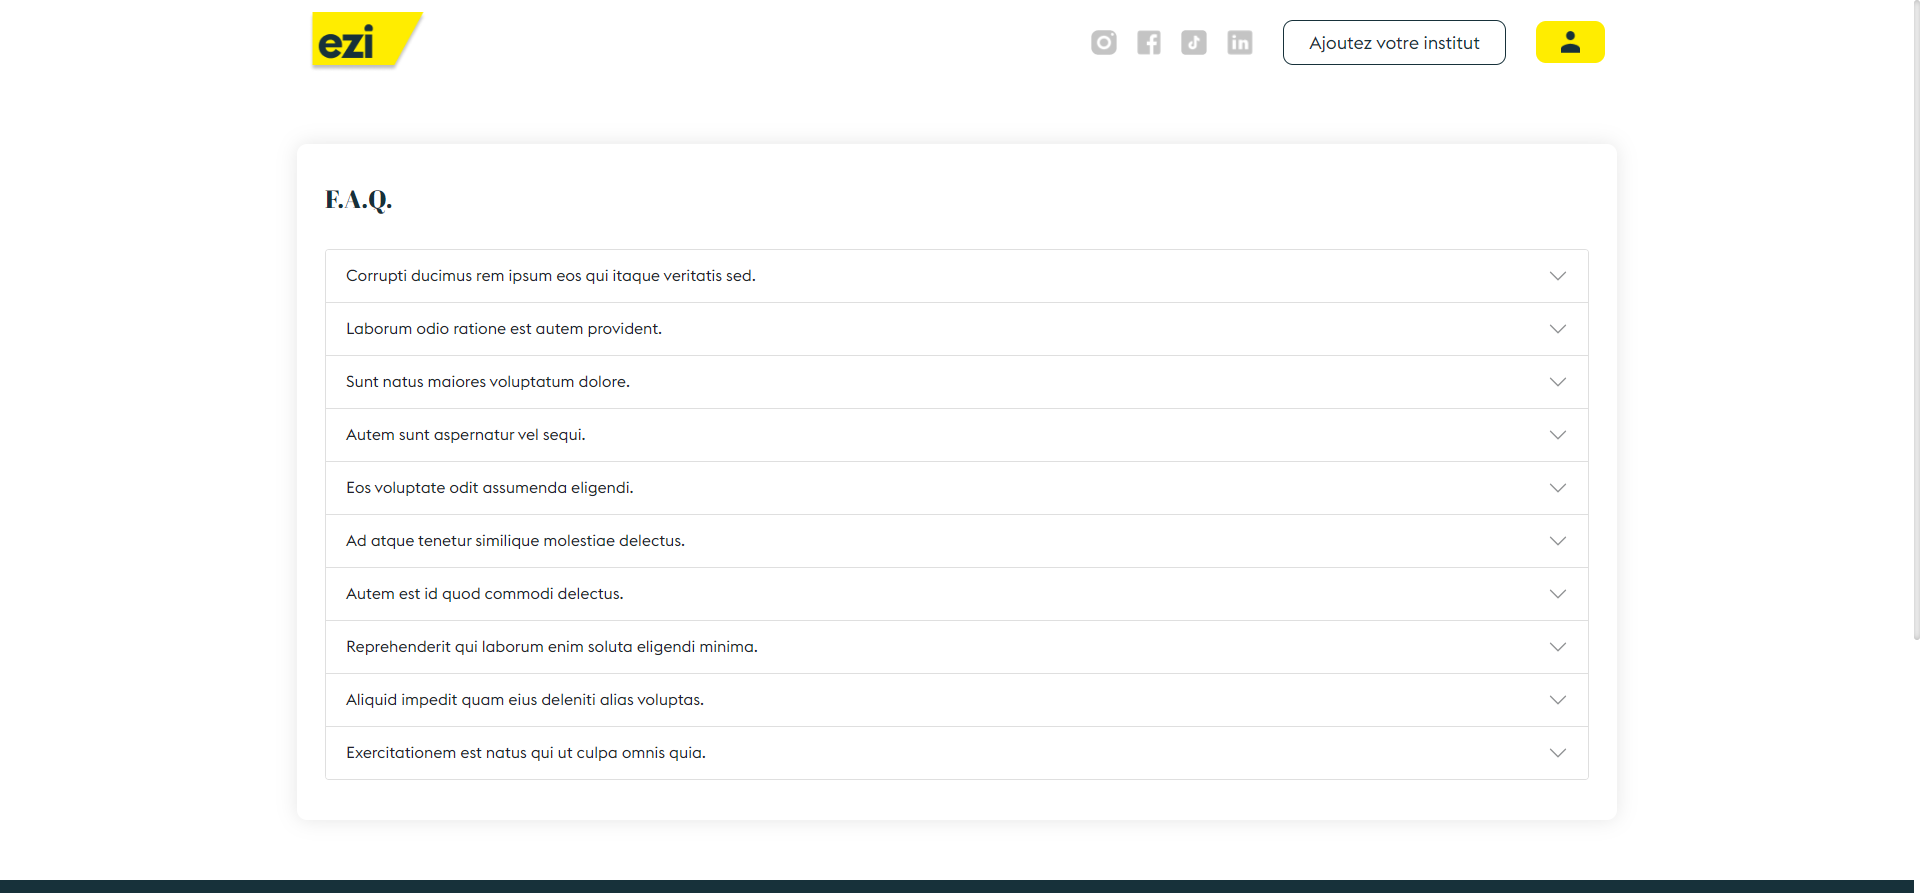 ezi
Ajoutez votre institut
F.A.Q.
Corrupti ducimus rem ipsum eos qui itaque veritatis sed.
Laborum odio ratione est autem provident.
Sunt natus maiores voluptatum dolore.
Autem sunt aspernatur vel sequi.
Eos voluptate odit assumenda eligendi.
Ad atque tenetur similique molestiae delectus.
Autem est id quod commodi delectus.
Reprehenderit qui laborum enim soluta eligendi minima.
Aliquid impedit quam eius deleniti alias voluptas.
Exercitationem est natus qui ut culpa omnis quia.